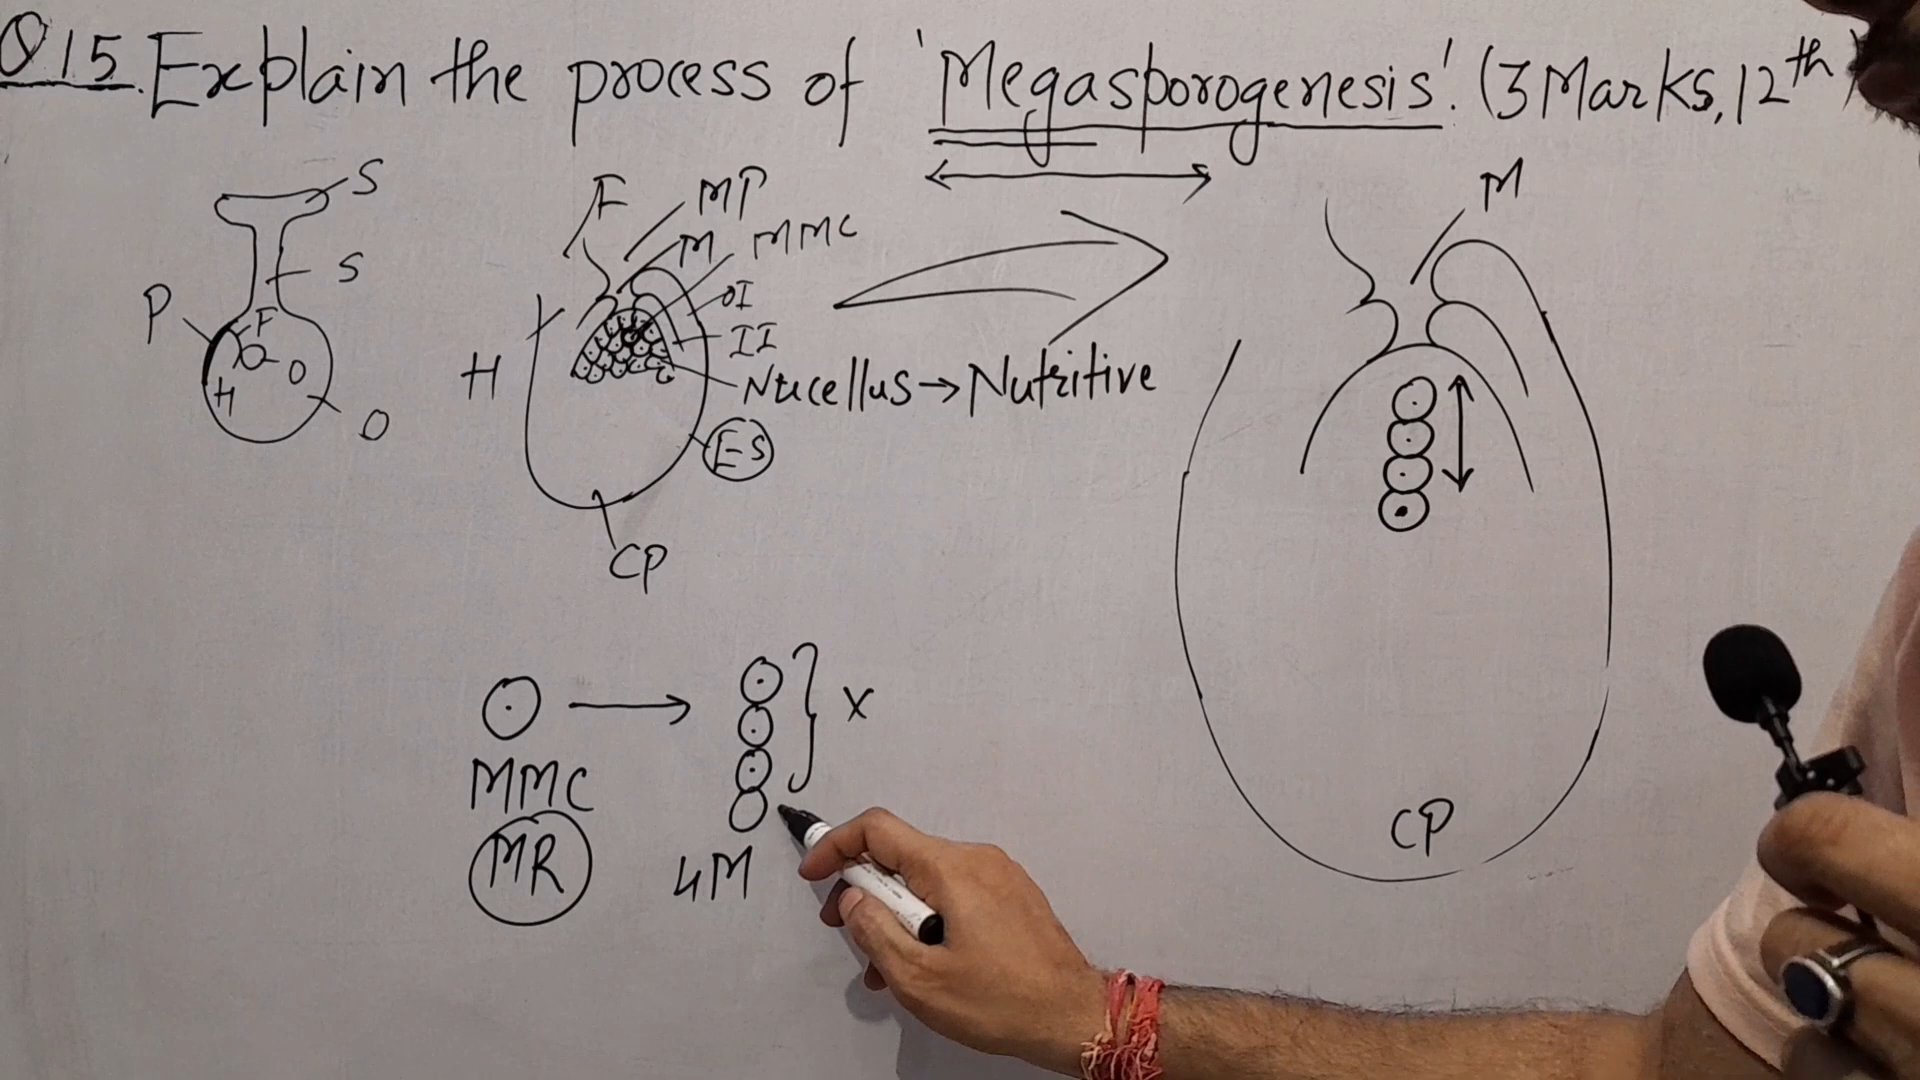 Q15. Explain the process of 'Megasporogenesis'. (3 Marks, 12th)
S
S
P
F
O
H
O
F
MP
M
MMC
OI
II
H
Nucellus → Nutritive
ES
CP
M
CP
MMC
MR
4M
X